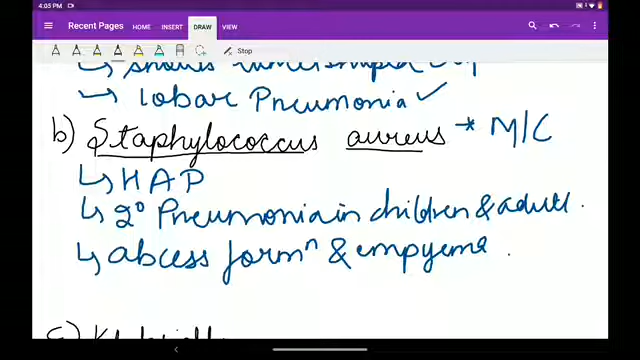 4:05 PM
Recent Pages HOME INSERT DRAW VIEW
Stop
↳
→ lobar Pneumonia ✓
b) Staphylococcus aureus * M/C
↳ HAP
↳ 2° Pneumonia in children & adult.
↳ abcess formⁿ & empyema.
c)